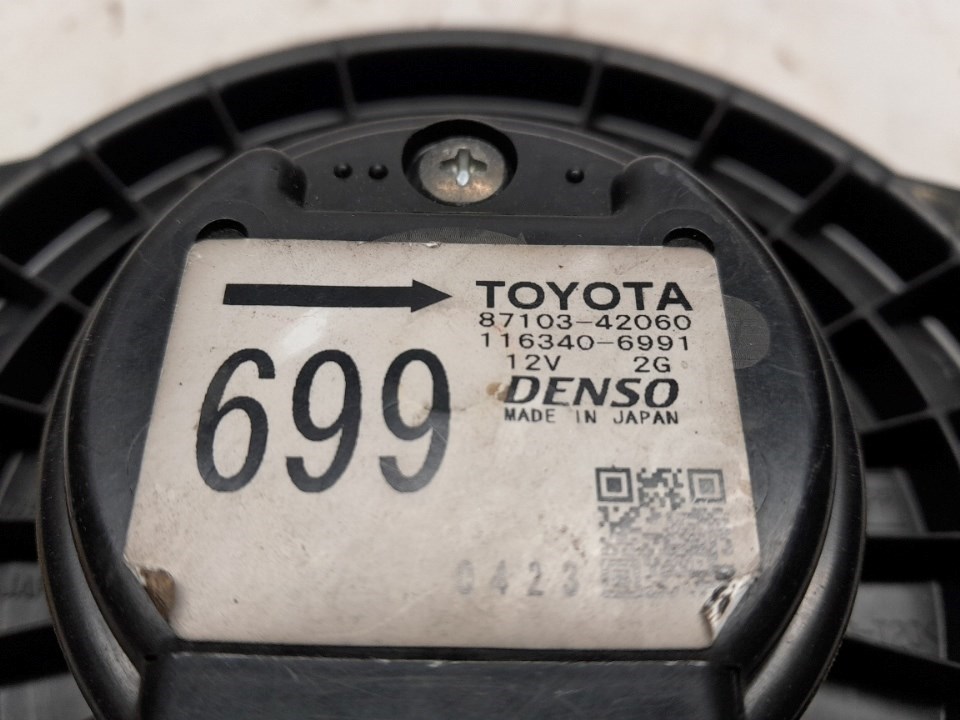 TOYOTA
87103-42060
116340-6991
12V 2G
DENSO
MADE IN JAPAN
699
0423